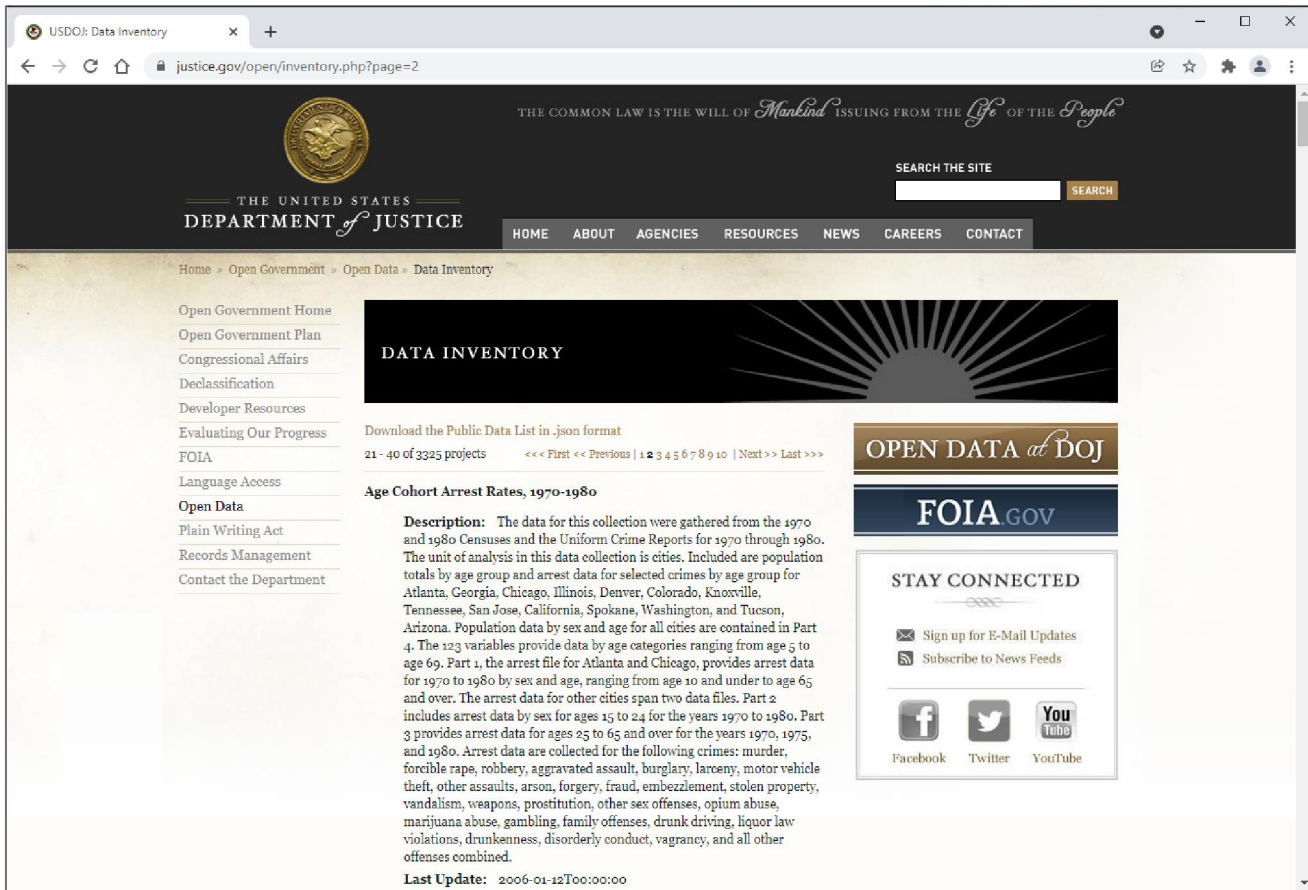 USDOJ: Data Inventory
justice.gov/open/inventory.php?page=2
THE COMMON LAW IS THE WILL OF Mankind ISSUING FROM THE Life OF THE People
SEARCH THE SITE
SEARCH
THE UNITED STATES
DEPARTMENT of JUSTICE
HOME ABOUT AGENCIES RESOURCES NEWS CAREERS CONTACT
Home » Open Government » Open Data » Data Inventory
Open Government Home
Open Government Plan
Congressional Affairs
Declassification
Developer Resources
Evaluating Our Progress
FOIA
Language Access
Open Data
Plain Writing Act
Records Management
Contact the Department
DATA INVENTORY
Download the Public Data List in .json format
21 - 40 of 3325 projects <<< First << Previous | 1 2 3 4 5 6 7 8 9 10 | Next >> Last >>>
Age Cohort Arrest Rates, 1970-1980
Description: The data for this collection were gathered from the 1970
and 1980 Censuses and the Uniform Crime Reports for 1970 through 1980.
The unit of analysis in this data collection is cities. Included are population
totals by age group and arrest data for selected crimes by age group for
Atlanta, Georgia, Chicago, Illinois, Denver, Colorado, Knoxville,
Tennessee, San Jose, California, Spokane, Washington, and Tucson,
Arizona. Population data by sex and age for all cities are contained in Part
4. The 123 variables provide data by age categories ranging from age 5 to
age 69. Part 1, the arrest file for Atlanta and Chicago, provides arrest data
for 1970 to 1980 by sex and age, ranging from age 10 and under to age 65
and over. The arrest data for other cities span two data files. Part 2
includes arrest data by sex for ages 15 to 24 for the years 1970 to 1980. Part
3 provides arrest data for ages 25 to 65 and over for the years 1970, 1975,
and 1980. Arrest data are collected for the following crimes: murder,
forcible rape, robbery, aggravated assault, burglary, larceny, motor vehicle
theft, other assaults, arson, forgery, fraud, embezzlement, stolen property,
vandalism, weapons, prostitution, other sex offenses, opium abuse,
marijuana abuse, gambling, family offenses, drunk driving, liquor law
violations, drunkenness, disorderly conduct, vagrancy, and all other
offenses combined.
Last Update: 2006-01-12T00:00:00
OPEN DATA at DOJ
FOIA.GOV
STAY CONNECTED
Sign up for E-Mail Updates
Subscribe to News Feeds
You
Tube
Facebook Twitter YouTube